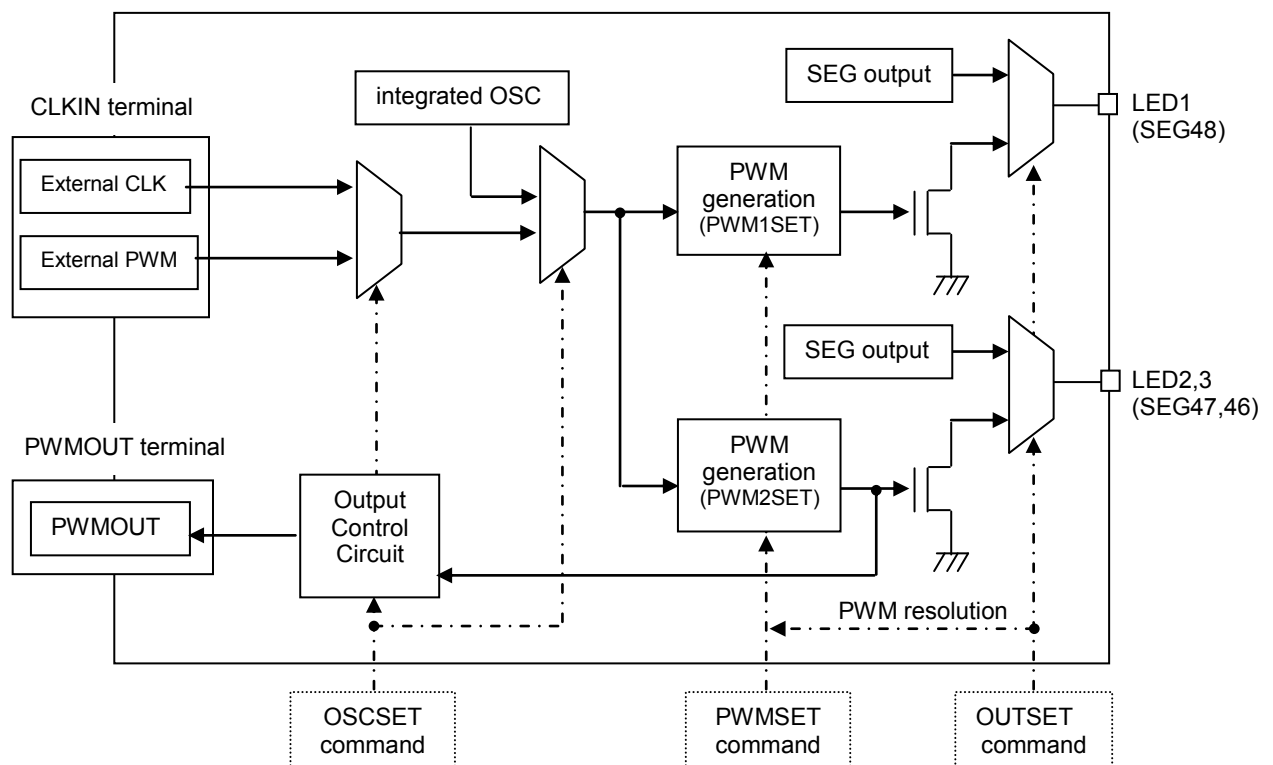 SEG output
integrated OSC
CLKIN terminal
LED1
(SEG48)
External CLK
PWM
generation
(PWM1SET)
External PWM
SEG output
LED2,3
(SEG47,46)
PWMOUT terminal
PWM
generation
(PWM2SET)
Output
Control
Circuit
PWMOUT
PWM resolution
OSCSET
command
PWMSET
command
OUTSET
command